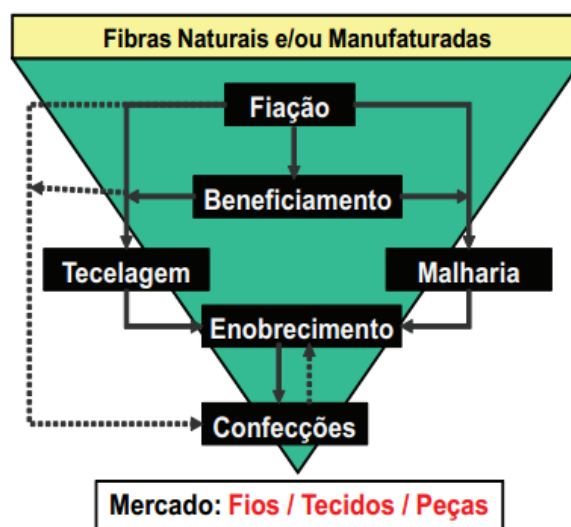 Fibras Naturais e/ou Manufaturadas
Fiação
Beneficiamento
Tecelagem
Malharia
Enobrecimento
Confecções
Mercado: Fios / Tecidos / Peças